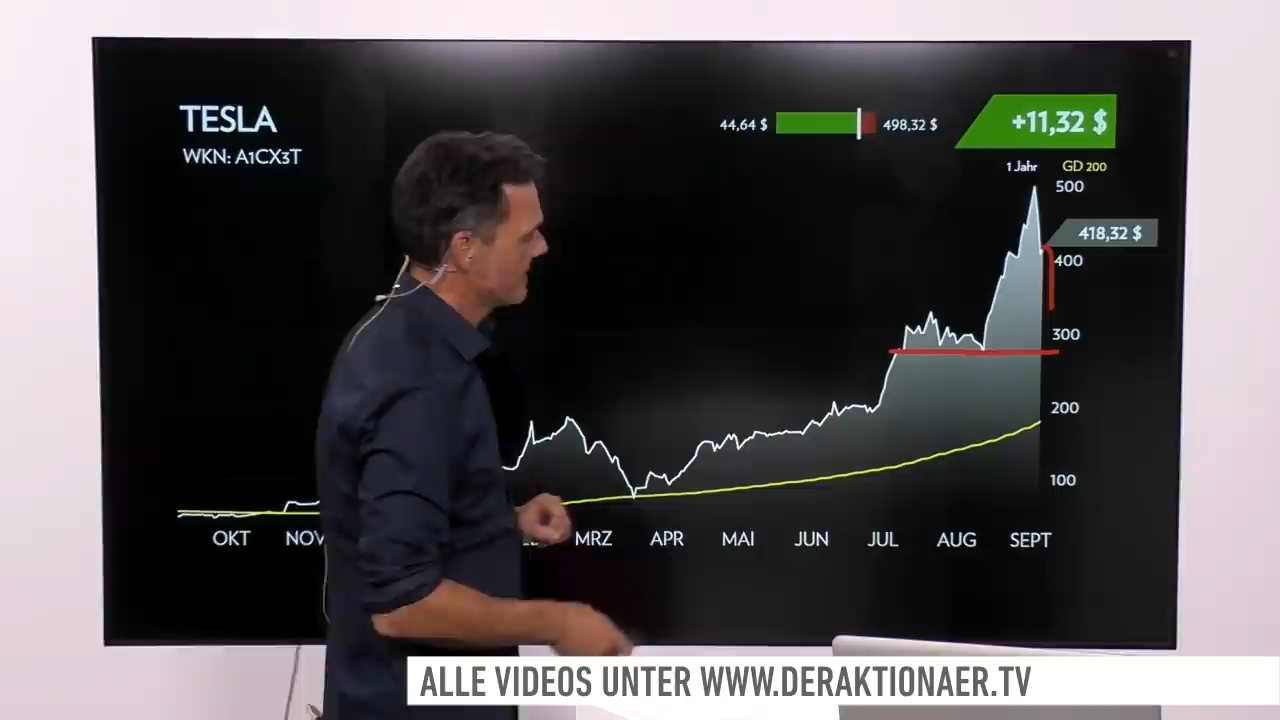 TESLA
WKN: A1CX3T
44,64 $
498,32 $
+11,32 $
1 Jahr
GD 200
500
418,32 $
400
300
200
100
OKT
NOV
MRZ
APR
MAI
JUN
JUL
AUG
SEPT
ALLE VIDEOS UNTER WWW.DERAKTIONAER.TV